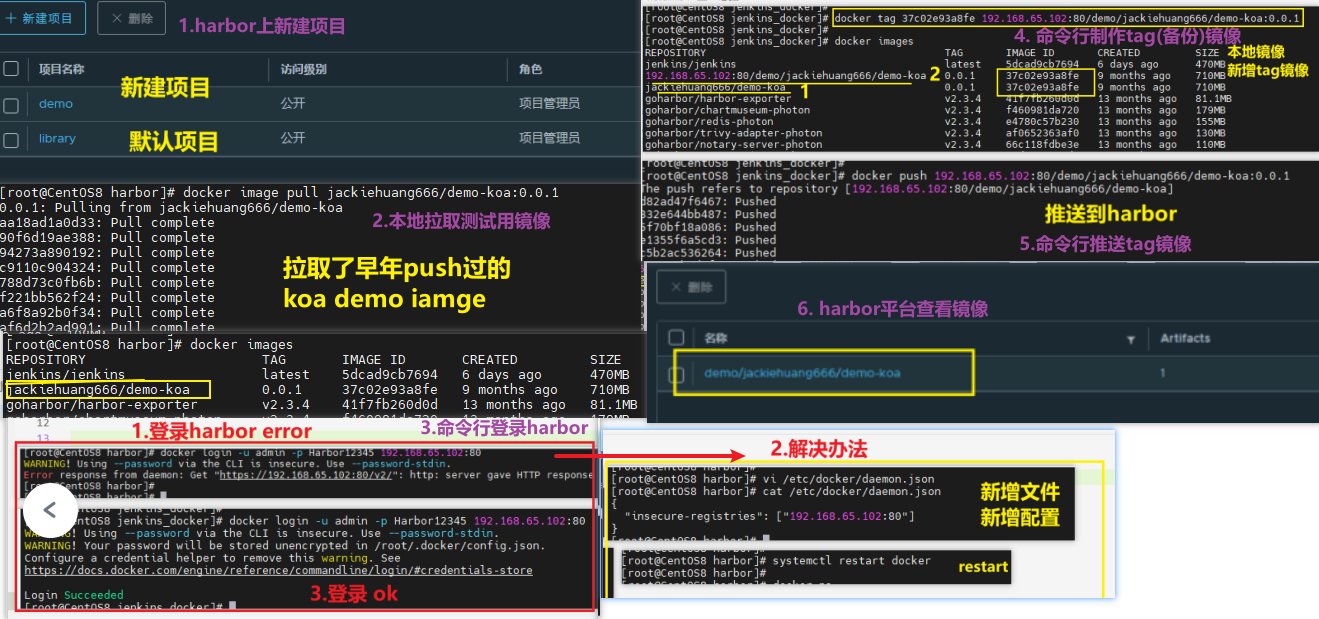 + 新建项目
× 删除
1.harbor上新建项目
项目名称
访问级别
角色
新建项目
demo
公开
项目管理员
library
默认项目
公开
项目管理员
[root@CentOS8 harbor]# docker image pull jackiehuang666/demo-koa:0.0.1
0.0.1: Pulling from jackiehuang666/demo-koa
aa18ad1a0d33: Pull complete
90f6d19ae388: Pull complete
94273a890192: Pull complete
c9110c904324: Pull complete
788d73c0fb6b: Pull complete
f221bb562f24: Pull complete
a6f8a92b0f34: Pull complete
af6d2b2ad991: Pull complete
2.本地拉取测试用镜像
拉取了早年push过的
koa demo iamge
[root@CentOS8 harbor]# docker images
REPOSITORY TAG IMAGE ID CREATED SIZE
jenkins/jenkins latest 5dcad9cb7694 6 days ago 470MB
jackiehuang666/demo-koa 0.0.1 37c02e93a8fe 9 months ago 710MB
goharbor/harbor-exporter v2.3.4 41f7fb260d0d 13 months ago 81.1MB
12
13
1.登录harbor error
3.命令行登录harbor
[root@CentOS8 harbor]# docker login -u admin -p Harbor12345 192.168.65.102:80
WARNING! Using --password via the CLI is insecure. Use --password-stdin.
Error response from daemon: Get "https://192.168.65.102:80/v2/": http: server gave HTTP response
[root@CentOS8 harbor]#
[root@CentOS8 harbor]#
CentOS8 jenkins_docker]#
CentOS8 jenkins_docker]# docker login -u admin -p Harbor12345 192.168.65.102:80
WARNING! Using --password via the CLI is insecure. Use --password-stdin.
WARNING! Your password will be stored unencrypted in /root/.docker/config.json.
Configure a credential helper to remove this warning. See
https://docs.docker.com/engine/reference/commandline/login/#credentials-store
Login Succeeded
[root@CentOS8 jenkins_docker]#
3.登录 ok
[root@CentOS8 jenkins_docker]#
[root@CentOS8 jenkins_docker]# docker tag 37c02e93a8fe 192.168.65.102:80/demo/jackiehuang666/demo-koa:0.0.1
[root@CentOS8 jenkins_docker]#
[root@CentOS8 jenkins_docker]# docker images
4. 命令行制作tag(备份)镜像
REPOSITORY TAG IMAGE ID CREATED SIZE
jenkins/jenkins latest 5dcad9cb7694 6 days ago 470MB
192.168.65.102:80/demo/jackiehuang666/demo-koa 0.0.1 37c02e93a8fe 9 months ago 710MB
jackiehuang666/demo-koa 0.0.1 37c02e93a8fe 9 months ago 710MB
goharbor/harbor-exporter v2.3.4 41f7fb260d0d 13 months ago 81.1MB
goharbor/chartmuseum-photon v2.3.4 f460981da720 13 months ago 179MB
goharbor/redis-photon v2.3.4 e4780c57b230 13 months ago 155MB
goharbor/trivy-adapter-photon v2.3.4 af0652363af0 13 months ago 130MB
goharbor/notary-server-photon v2.3.4 66c118fdbe3e 13 months ago 110MB
本地镜像
新增tag镜像
2
1
[root@CentOS8 jenkins_docker]#
[root@CentOS8 jenkins_docker]# docker push 192.168.65.102:80/demo/jackiehuang666/demo-koa:0.0.1
The push refers to repository [192.168.65.102:80/demo/jackiehuang666/demo-koa]
d82ad47f6467: Pushed
332e644bb487: Pushed
5f70bf18a086: Pushed
e1355f6a5cd3: Pushed
c5b2ac536264: Pushed
推送到harbor
5.命令行推送tag镜像
× 删除
6. harbor平台查看镜像
名称
Artifacts
demo/jackiehuang666/demo-koa
1
2.解决办法
[root@CentOS8 harbor]#
[root@CentOS8 harbor]# vi /etc/docker/daemon.json
[root@CentOS8 harbor]# cat /etc/docker/daemon.json
{
"insecure-registries": ["192.168.65.102:80"]
}
[root@CentOS8 harbor]#
新增文件
新增配置
[root@CentOS8 harbor]#
[root@CentOS8 harbor]# systemctl restart docker
[root@CentOS8 harbor]#
restart